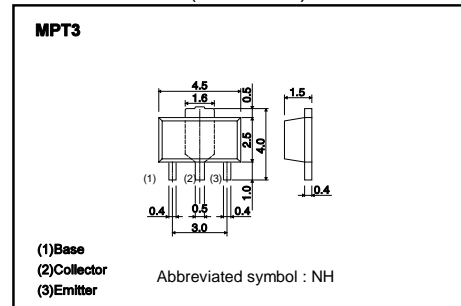 MPT3
4.5
1.6
0.5
1.5
2.5
4.0
(1) (2) (3)
1.0
0.4
0.4 0.5 0.4
3.0
(1)Base
(2)Collector
(3)Emitter
Abbreviated symbol : NH